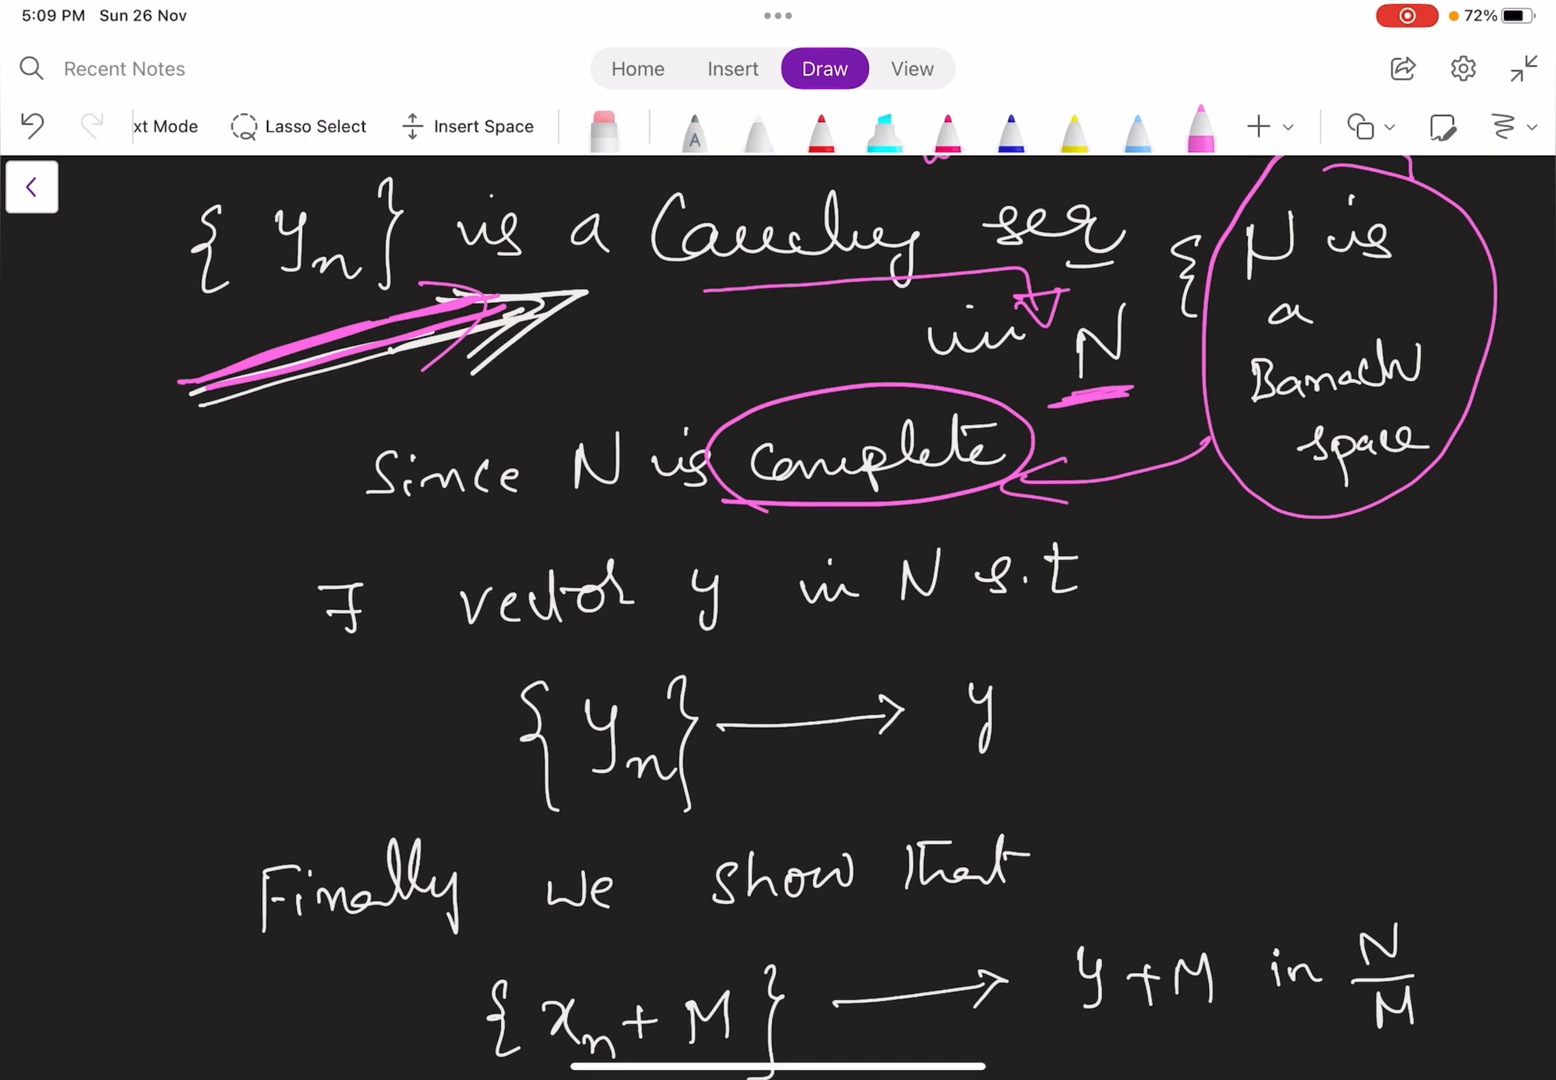 5:09 PM Sun 26 Nov
72%
Recent Notes
Home Insert Draw View
xt Mode Lasso Select Insert Space
A
{ yn } is a Cauchy seq
in N
{ N is
a
Banach
space
Since N is complete
∃ vector y in N s.t
{ yn } → y
Finally we show that
{ xn + M } → y + M in N/M